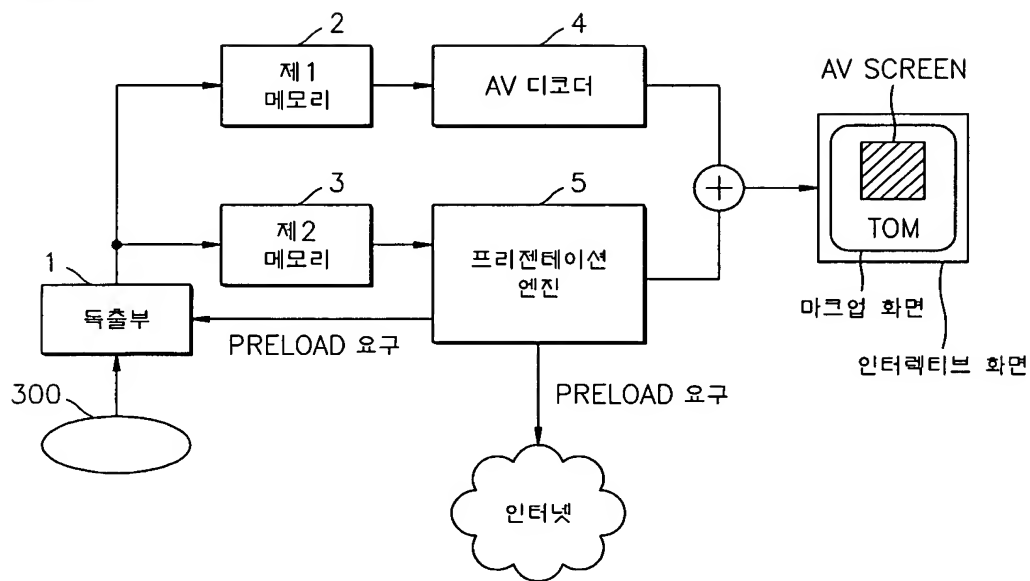 2
4
제1
메모리
AV 디코더
AV SCREEN
3
5
제2
메모리
프리젠테이션
엔진
TOM
1
독출부
PRELOAD 요구
마크업 화면
인터렉티브 화면
300
PRELOAD 요구
인터넷